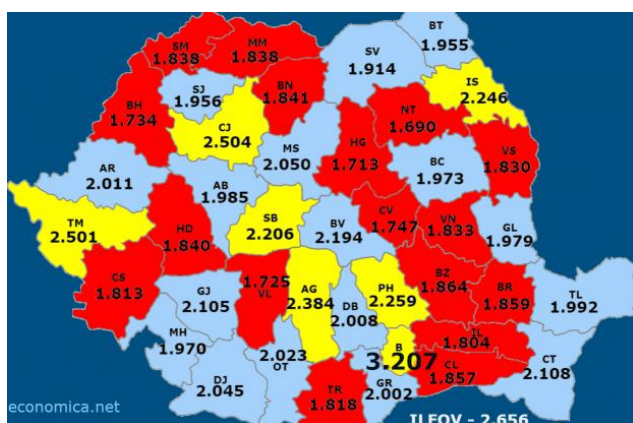 BT
1.955
SM
1.838
MM
1.838
SV
1.914
SJ
1.956
BN
1.841
IS
2.246
BH
1.734
CJ
2.504
NT
1.690
MS
2.050
HG
1.713
VS
1.830
BC
1.973
AR
2.011
AB
1.985
TM
2.501
HD
1.840
SB
2.206
BV
2.194
CV
1.747
VN
1.833
GL
1.979
CS
1.813
GJ
2.105
1.725
VL
AG
2.384
PH
2.259
DB
2.008
BZ
1.864
BR
1.859
TL
1.992
MH
1.970
2.023
OT
B
3.207
IL
1.804
CL
1.857
CT
2.108
DJ
2.045
TR
1.818
GR
2.002
economica.net
ILFOV - 2.656